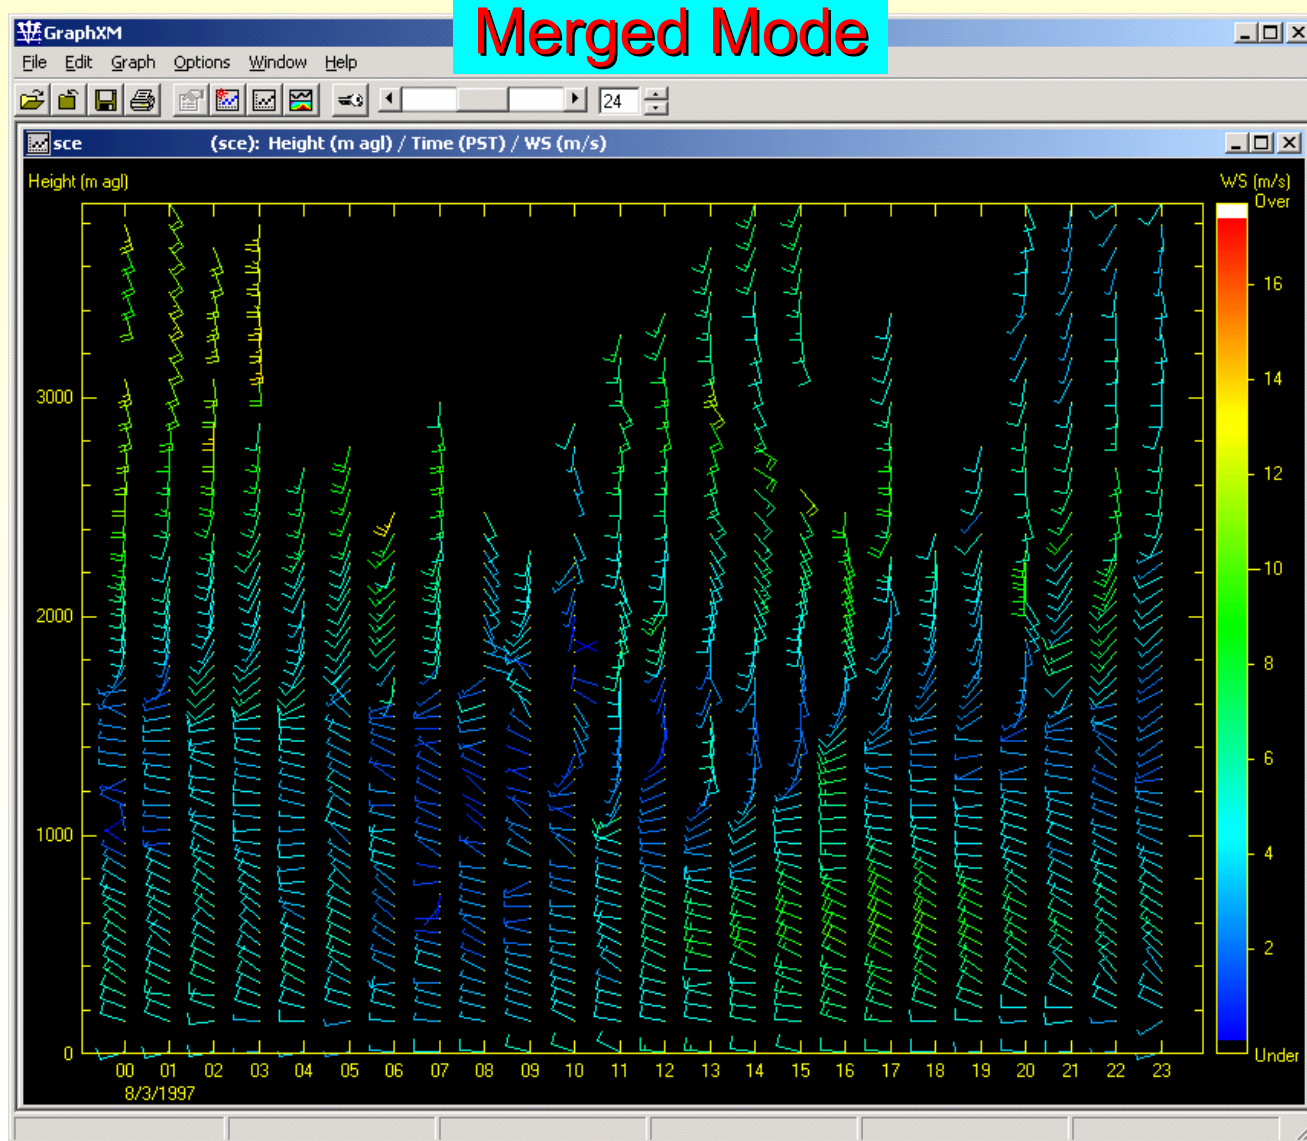 Merged Mode
GraphXM
File Edit Graph Options Window Help
24
sce (sce): Height (m agl) / Time (PST) / WS (m/s)
Height (m agl)
WS (m/s)
Over
16
14
3000
12
10
2000
8
6
1000
4
2
0
Under
00 01 02 03 04 05 06 07 08 09 10 11 12 13 14 15 16 17 18 19 20 21 22 23
8/3/1997